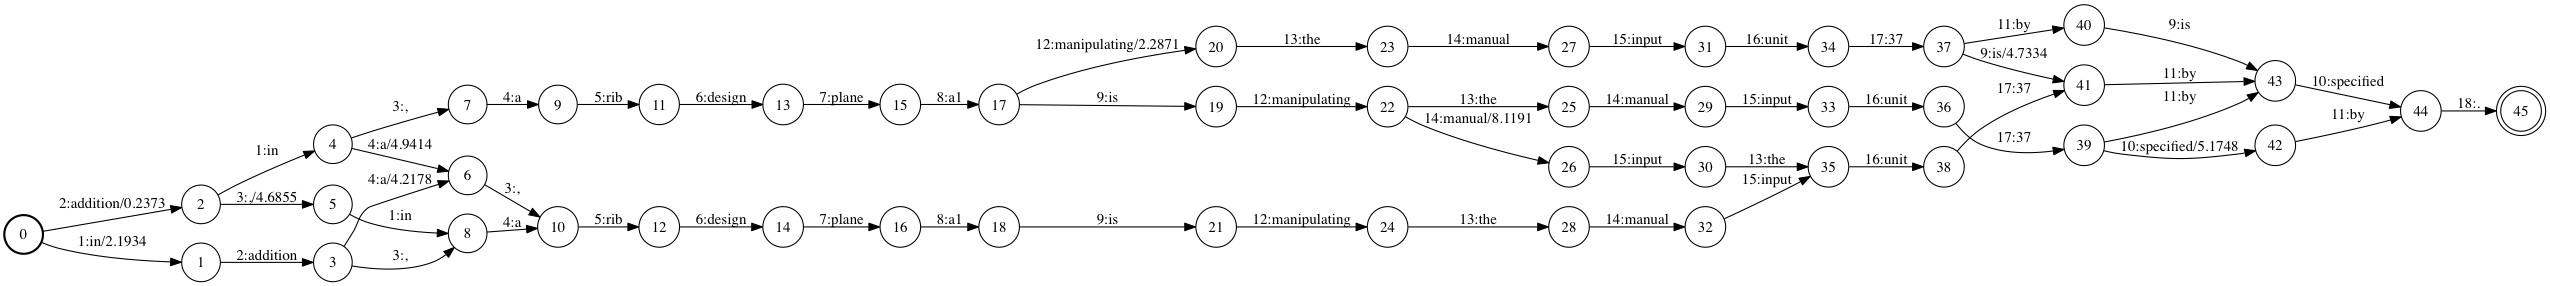 0
2:addition/0.2373
1:in/2.1934
2
1
1:in
3:,/4.6855
2:addition
4
5
3
3:,
4:a/4.9414
4:a/4.2178
1:in
3:,
7
6
8
4:a
3:,
4:a
9
10
5:rib
5:rib
11
12
6:design
6:design
13
14
7:plane
7:plane
15
16
8:a1
8:a1
17
18
12:manipulating/2.2871
9:is
9:is
20
19
21
13:the
12:manipulating
12:manipulating
23
22
24
14:manual
13:the
14:manual/8.1191
13:the
27
25
26
28
15:input
14:manual
15:input
14:manual
31
29
30
32
16:unit
15:input
13:the
15:input
34
33
35
17:37
16:unit
16:unit
37
36
38
11:by
9:is/4.7334
17:37
17:37
40
41
39
9:is
11:by
11:by
10:specified/5.1748
43
42
10:specified
11:by
44
18:.
45